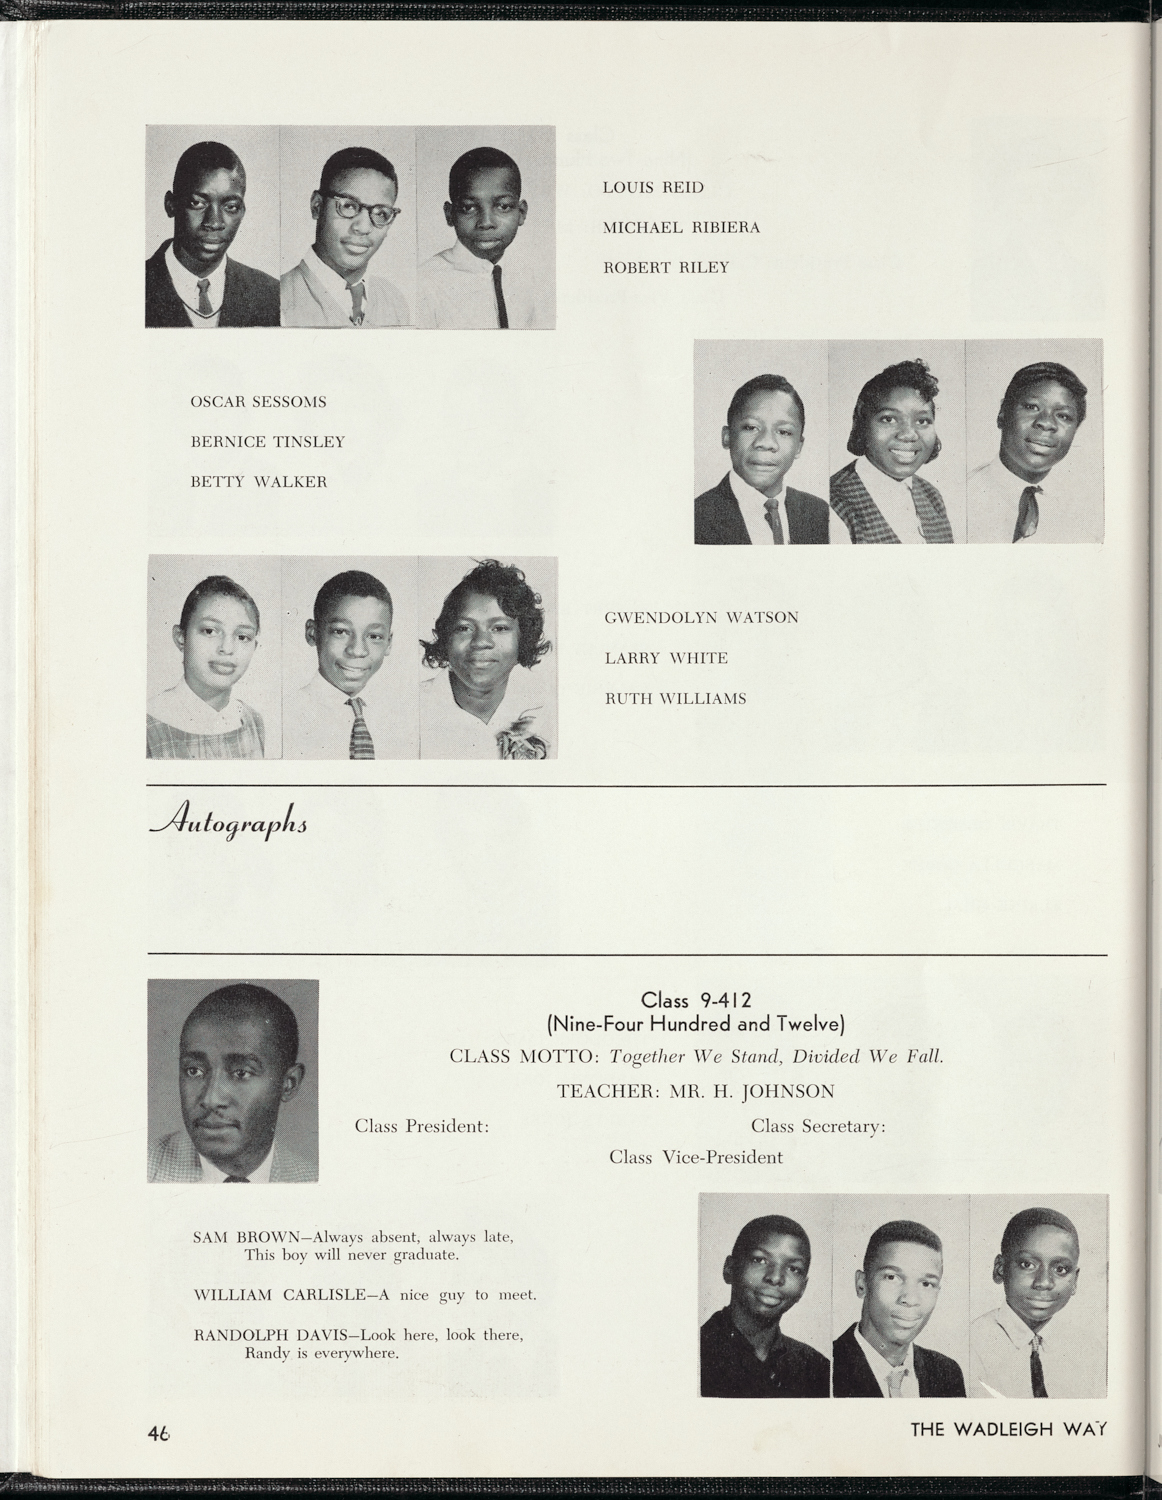 LOUIS REID
MICHAEL RIBIERA
ROBERT RILEY
OSCAR SESSOMS
BERNICE TINSLEY
BETTY WALKER
GWENDOLYN WATSON
LARRY WHITE
RUTH WILLIAMS
Autographs
Class 9-412
(Nine-Four Hundred and Twelve)
CLASS MOTTO: Together We Stand, Divided We Fall.
TEACHER: MR. H. JOHNSON
Class President:
Class Secretary:
Class Vice-President
SAM BROWN—Always absent, always late,
This boy will never graduate.
WILLIAM CARLISLE—A nice guy to meet.
RANDOLPH DAVIS—Look here, look there,
Randy is everywhere.
46
THE WADLEIGH WAY